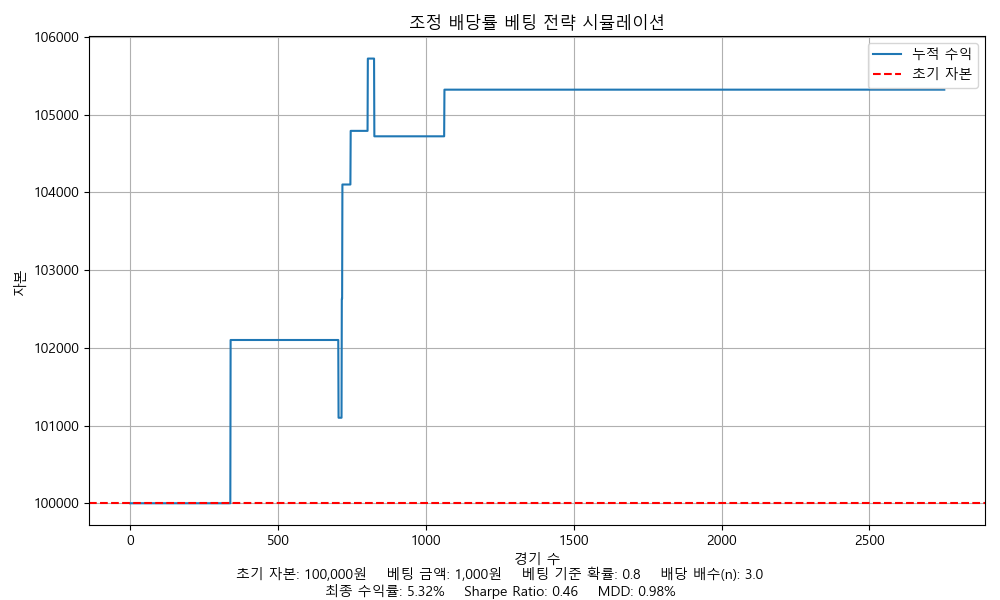 조정 배당률 베팅 전략 시뮬레이션
106000
105000
104000
103000
102000
101000
100000
자본
누적 수익
초기 자본
0
500
1000
1500
2000
2500
경기 수
초기 자본: 100,000원 베팅 금액: 1,000원 베팅 기준 확률: 0.8 배당 배수(n): 3.0
최종 수익률: 5.32% Sharpe Ratio: 0.46 MDD: 0.98%